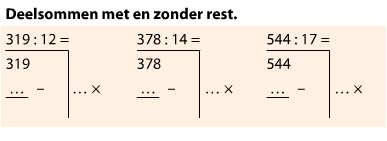 Deelsommen met en zonder rest.
319 : 12 = 378 : 14 = 544 : 17 =
319 378 544
... – ... × ... – ... × ... – ... ×